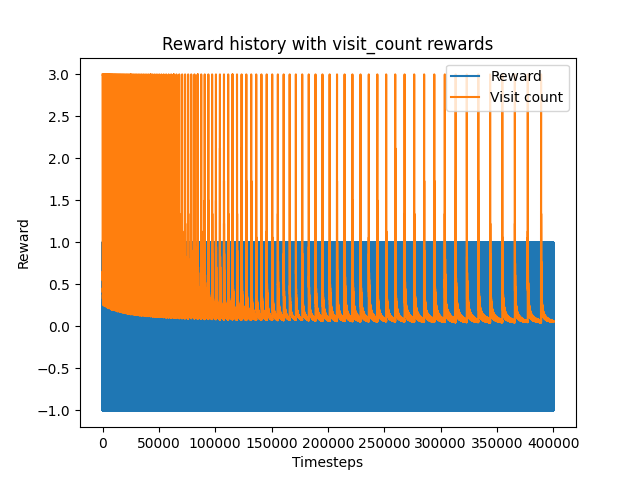 Reward history with visit_count rewards
Reward
Visit count
3.0
2.5
2.0
1.5
1.0
0.5
0.0
−0.5
−1.0
Reward
0 50000 100000 150000 200000 250000 300000 350000 400000
Timesteps